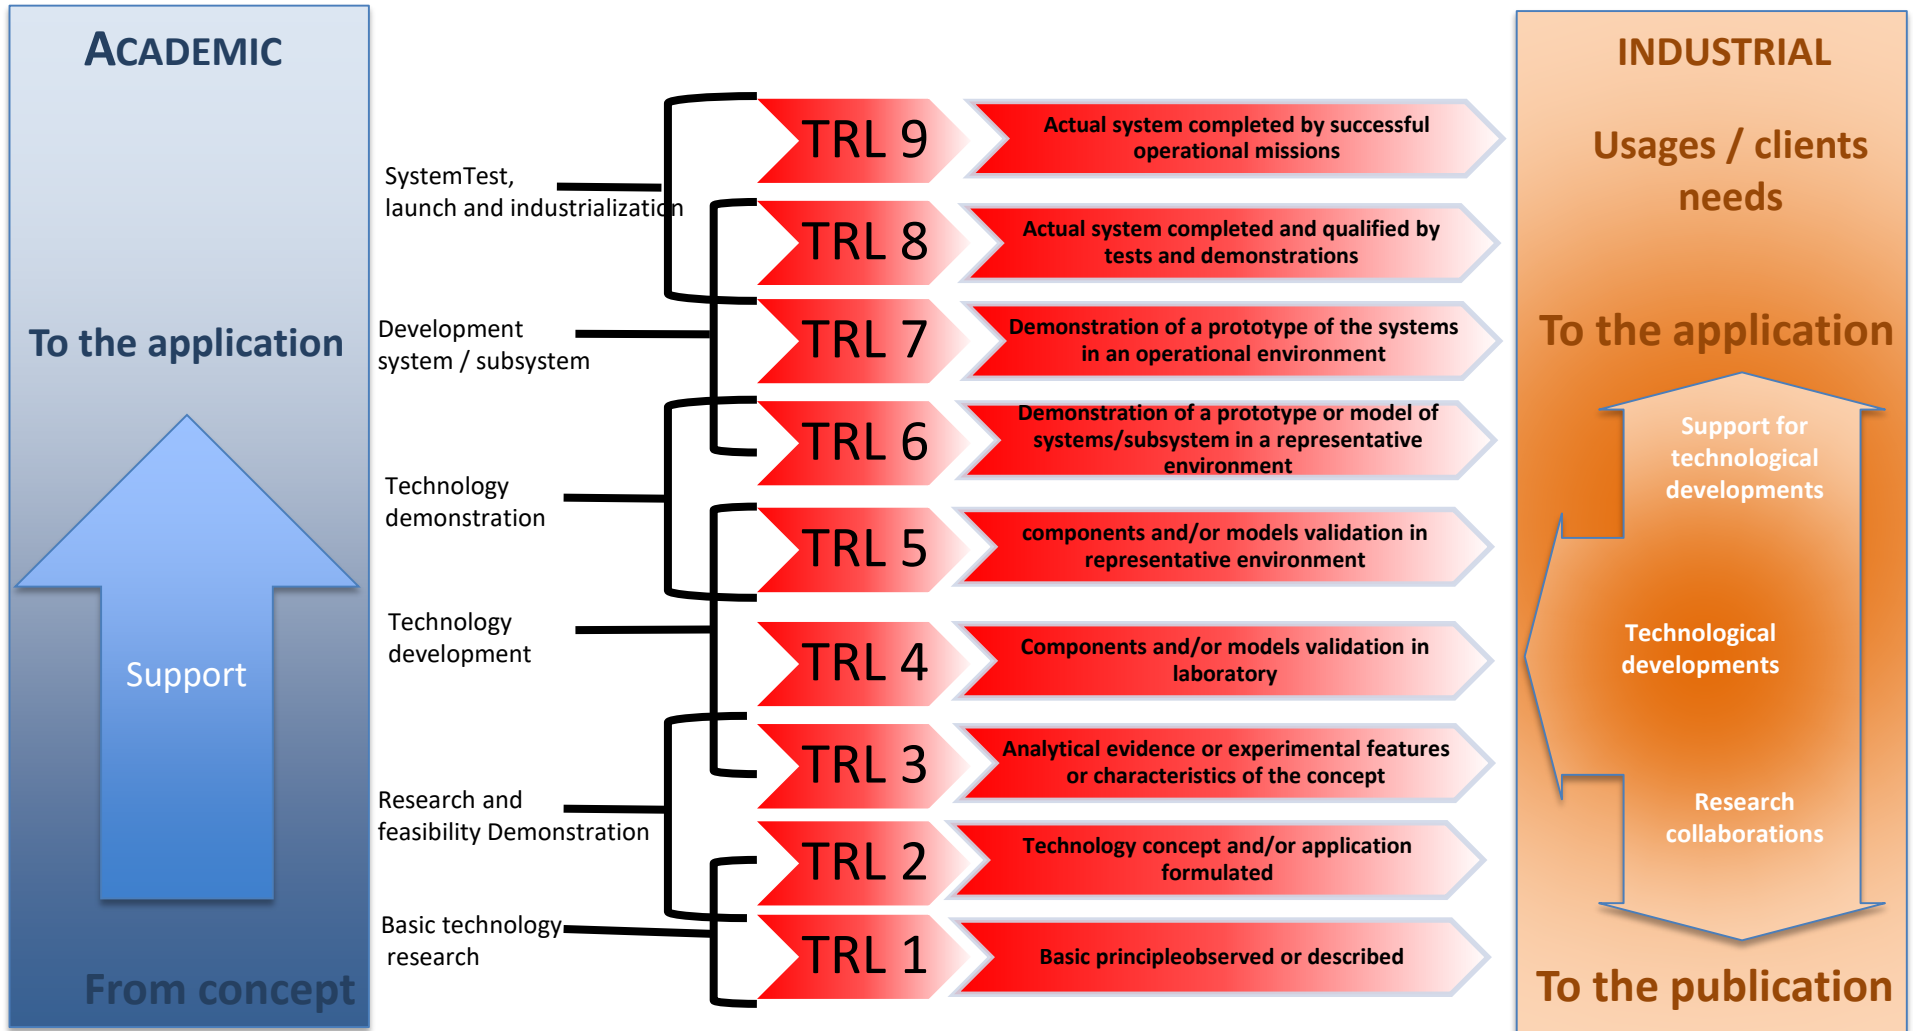 ACADEMIC
To the application
Support
From concept
SystemTest,
launch and industrialization
Development
system / subsystem
Technology
demonstration
Technology
development
Research and
feasibility Demonstration
Basic technology
research
TRL 9
Actual system completed by successful
operational missions
TRL 8
Actual system completed and qualified by
tests and demonstrations
TRL 7
Demonstration of a prototype of the systems
in an operational environment
TRL 6
Demonstration of a prototype or model of
systems/subsystem in a representative
environment
TRL 5
components and/or models validation in
representative environment
TRL 4
Components and/or models validation in
laboratory
TRL 3
Analytical evidence or experimental features
or characteristics of the concept
TRL 2
Technology concept and/or application
formulated
TRL 1
Basic principleobserved or described
INDUSTRIAL
Usages / clients
needs
To the application
Support for
technological
developments
Technological
developments
Research
collaborations
To the publication